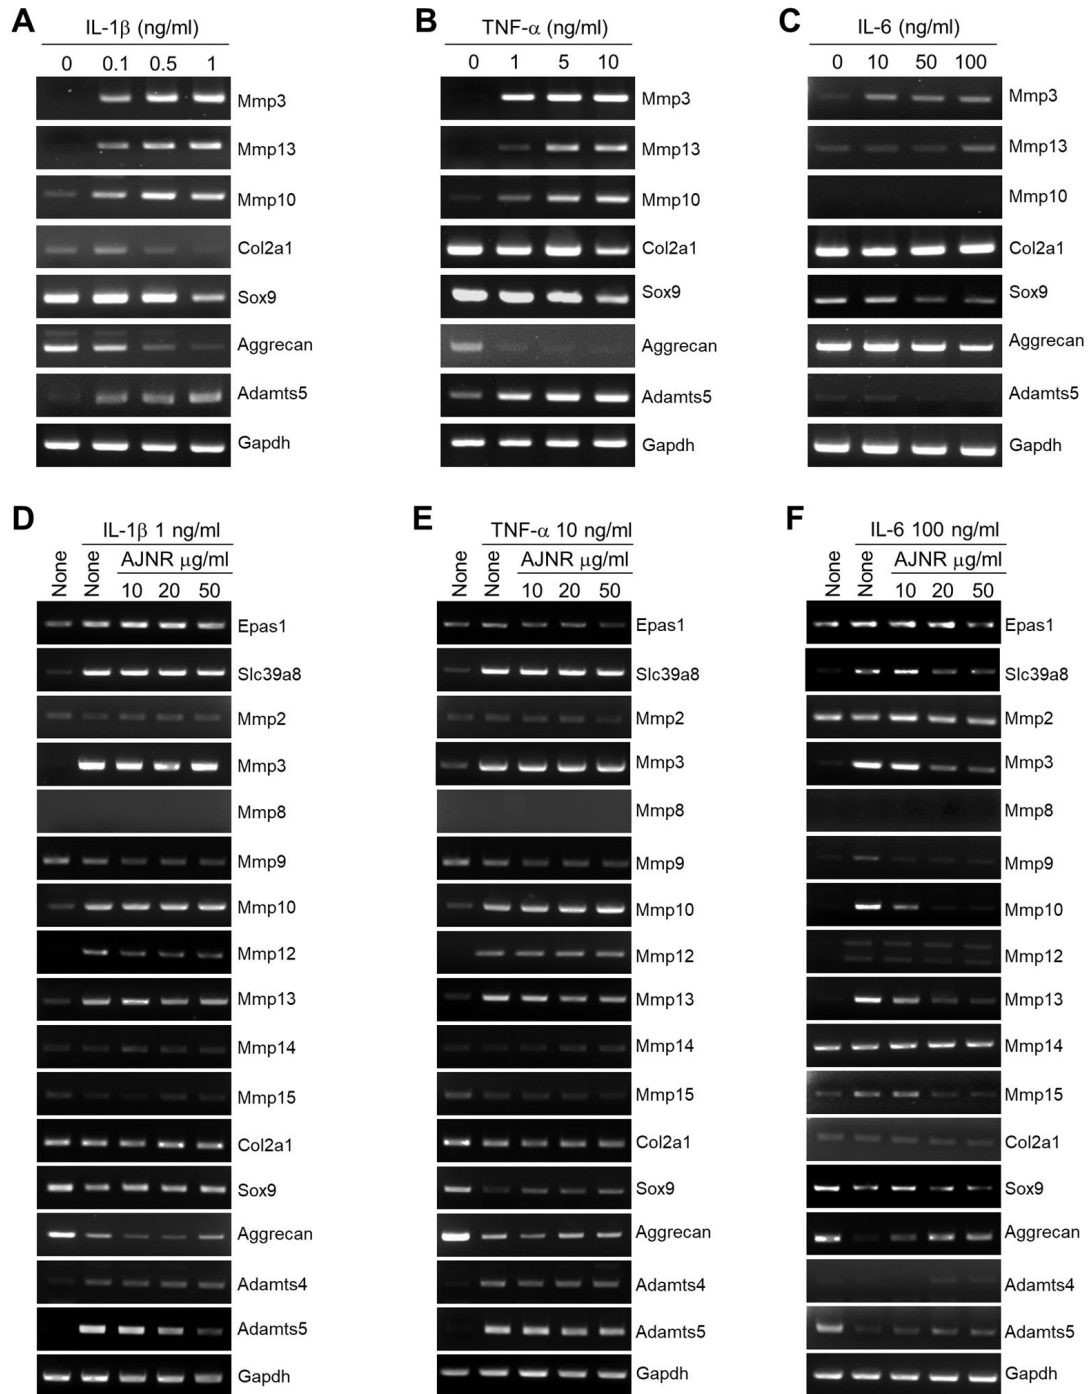 A
IL-1β (ng/ml)
0 0.1 0.5 1
Mmp3
Mmp13
Mmp10
Col2a1
Sox9
Aggrecan
Adamts5
Gapdh
B
TNF-α (ng/ml)
0 1 5 10
Mmp3
Mmp13
Mmp10
Col2a1
Sox9
Aggrecan
Adamts5
Gapdh
C
IL-6 (ng/ml)
0 10 50 100
Mmp3
Mmp13
Mmp10
Col2a1
Sox9
Aggrecan
Adamts5
Gapdh
D
IL-1β 1 ng/ml
AJNR μg/ml
None None 10 20 50
Epas1
Slc39a8
Mmp2
Mmp3
Mmp8
Mmp9
Mmp10
Mmp12
Mmp13
Mmp14
Mmp15
Col2a1
Sox9
Aggrecan
Adamts4
Adamts5
Gapdh
E
TNF-α 10 ng/ml
AJNR μg/ml
None None 10 20 50
Epas1
Slc39a8
Mmp2
Mmp3
Mmp8
Mmp9
Mmp10
Mmp12
Mmp13
Mmp14
Mmp15
Col2a1
Sox9
Aggrecan
Adamts4
Adamts5
Gapdh
F
IL-6 100 ng/ml
AJNR μg/ml
None None 10 20 50
Epas1
Slc39a8
Mmp2
Mmp3
Mmp8
Mmp9
Mmp10
Mmp12
Mmp13
Mmp14
Mmp15
Col2a1
Sox9
Aggrecan
Adamts4
Adamts5
Gapdh